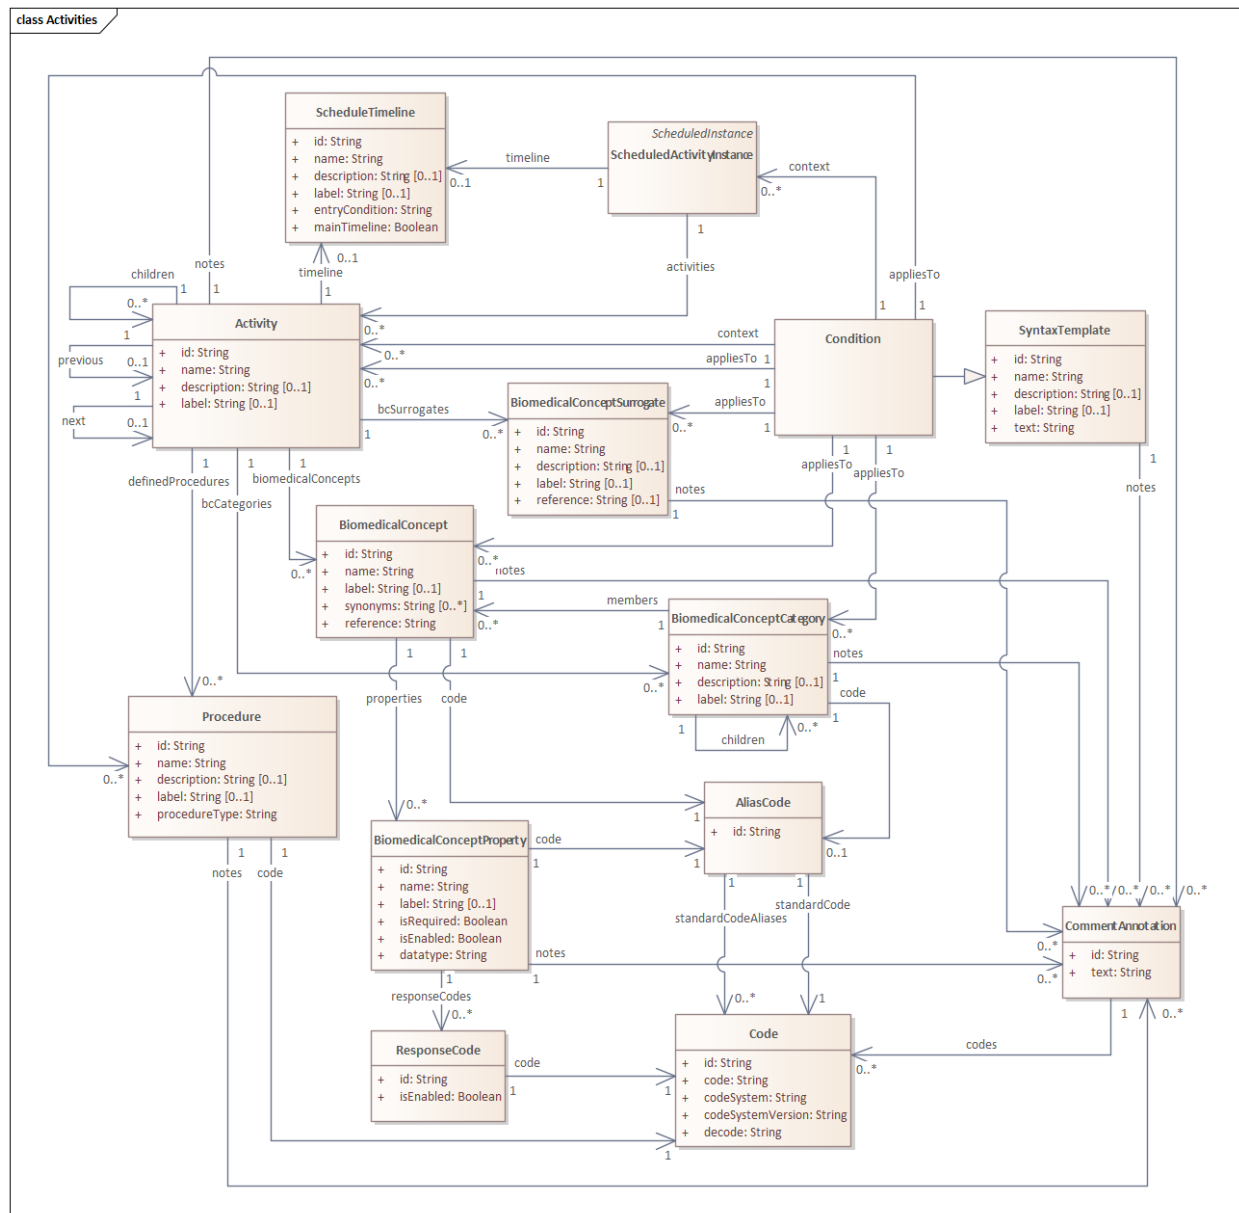 class Activities
ScheduleTimeline
+ id: String
+ name: String
+ description: String [0..1]
+ label: String [0..1]
+ entryCondition: String
+ mainTimeline: Boolean
ScheduledInstance
ScheduledActivityInstance
timeline
0..1
1
context
0..*
1
activities
0..*
1
notes
1
0..*
timeline
0..1
1
children
1
0..*
previous
1
0..1
next
1
0..1
Activity
+ id: String
+ name: String
+ description: String [0..1]
+ label: String [0..1]
appliesTo
1
0..*
context
0..*
1
appliesTo
0..*
1
Condition
SyntaxTemplate
+ id: String
+ name: String
+ description: String [0..1]
+ label: String [0..1]
+ text: String
1
notes
0..*
bcSurrogates
1
0..*
appliesTo
0..*
1
BiomedicalConceptSurrogate
+ id: String
+ name: String
+ description: String [0..1]
+ label: String [0..1]
+ reference: String [0..1]
notes
1
0..*
definedProcedures
1
0..*
bcCategories
1
0..*
biomedicalConcepts
1
0..*
appliesTo
1
0..*
appliesTo
1
0..*
BiomedicalConcept
+ id: String
+ name: String
+ label: String [0..1]
+ synonyms: String [0..*]
+ reference: String
notes
1
0..*
members
0..*
1
BiomedicalConceptCategory
+ id: String
+ name: String
+ description: String [0..1]
+ label: String [0..1]
notes
1
0..*
code
1
0..1
children
1
0..*
properties
1
0..*
code
1
1
Procedure
+ id: String
+ name: String
+ description: String [0..1]
+ label: String [0..1]
+ procedureType: String
notes
1
0..*
code
1
1
AliasCode
+ id: String
BiomedicalConceptProperty
+ id: String
+ name: String
+ label: String [0..1]
+ isRequired: Boolean
+ isEnabled: Boolean
+ datatype: String
code
1
1
notes
1
0..*
standardCodeAliases
1
0..*
standardCode
1
1
responseCodes
1
0..*
CommentAnnotation
+ id: String
+ text: String
codes
1
0..*
ResponseCode
+ id: String
+ isEnabled: Boolean
code
1
1
Code
+ id: String
+ code: String
+ codeSystem: String
+ codeSystemVersion: String
+ decode: String